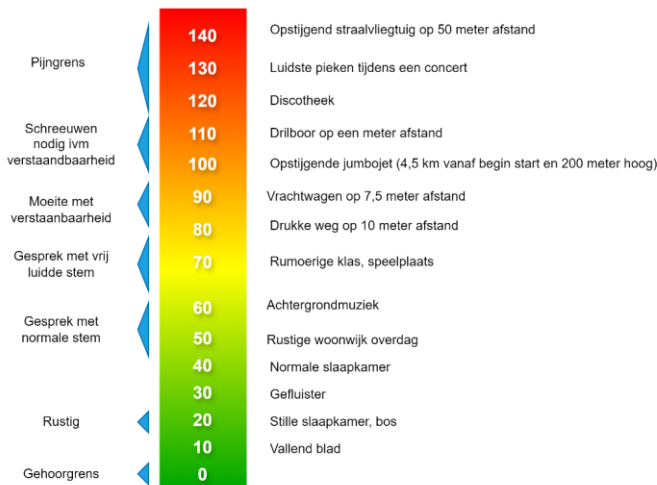 140
Opstijgend straalvliegtuig op 50 meter afstand
Pijngrens
130
Luidste pieken tijdens een concert
120
Discotheek
Schreeuwen
nodig ivm
verstaandbaarheid
110
Drilboor op een meter afstand
100
Opstijgende jumbojet (4,5 km vanaf begin start en 200 meter hoog)
Moeite met
verstaanbaarheid
90
Vrachtwagen op 7,5 meter afstand
80
Drukke weg op 10 meter afstand
Gesprek met vrij
luidde stem
70
Rumoerige klas, speelplaats
60
Achtergrondmuziek
Gesprek met
normale stem
50
Rustige woonwijk overdag
40
Normale slaapkamer
30
Gefluister
Rustig
20
Stille slaapkamer, bos
10
Vallend blad
Gehoorgrens
0